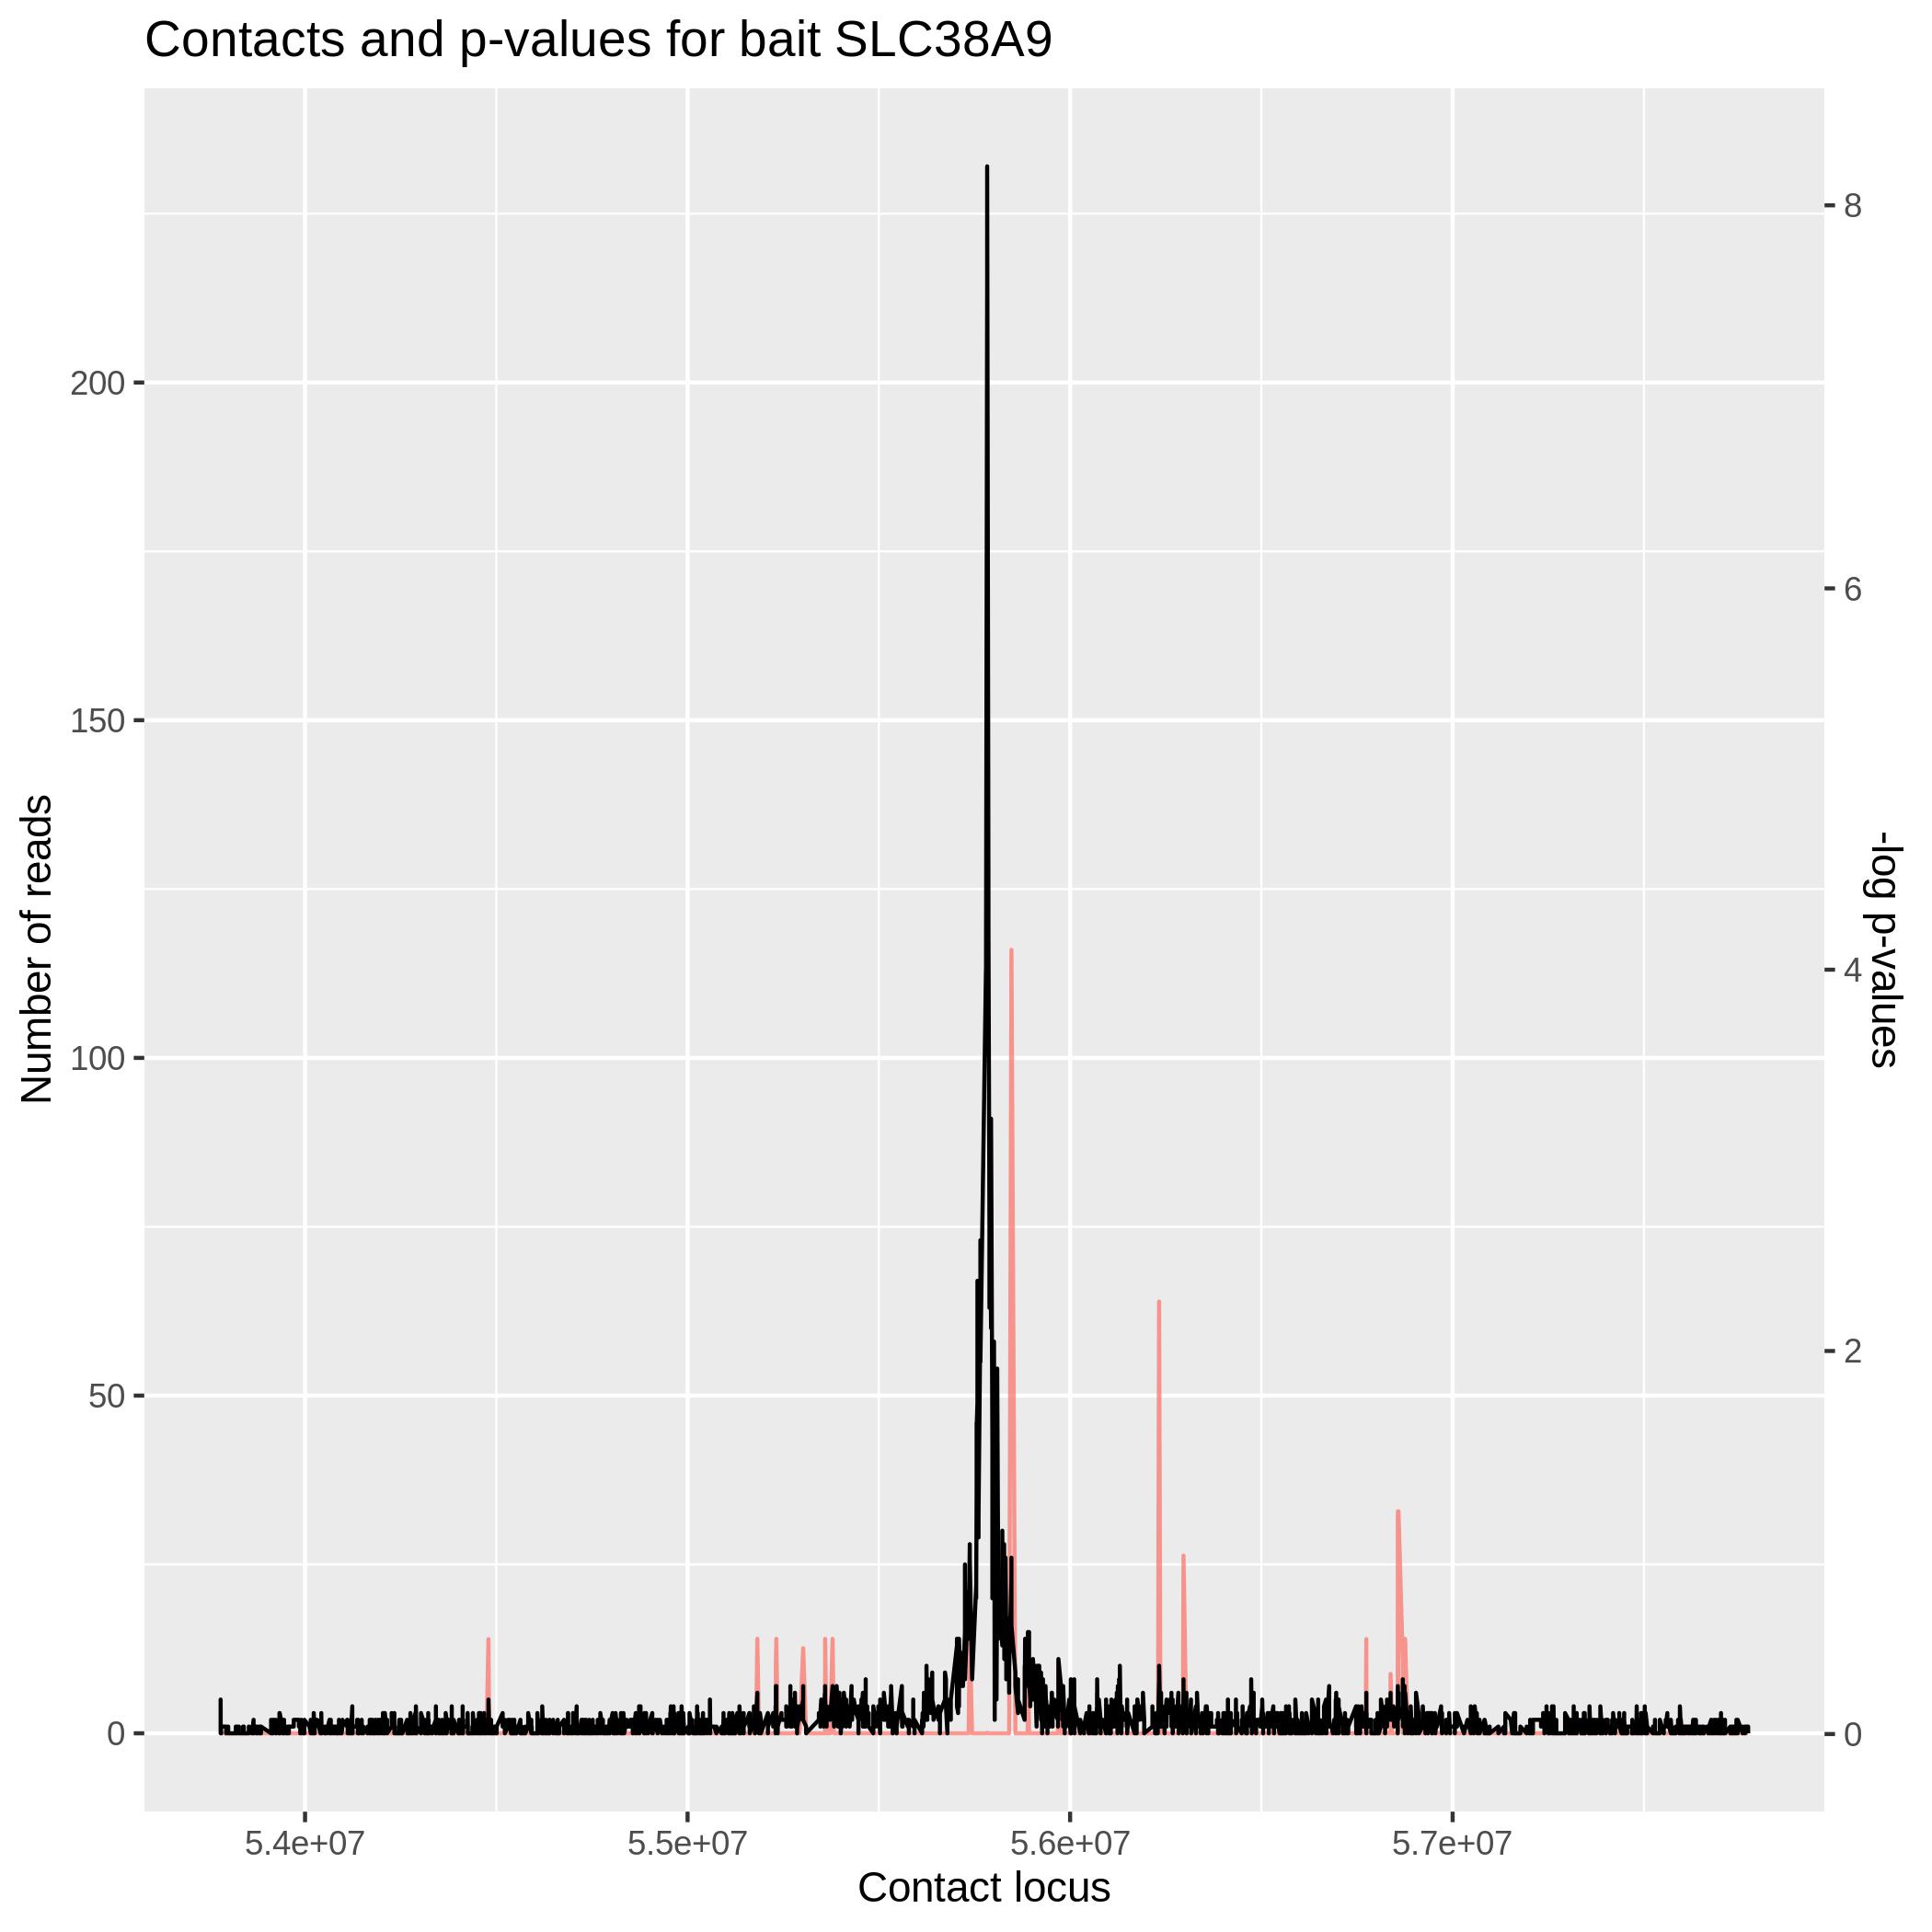 Contacts and p-values for bait SLC38A9
Number of reads
200
150
100
50
0
8
6
4
2
0
-log p-values
5.4e+07
5.5e+07
5.6e+07
5.7e+07
Contact locus